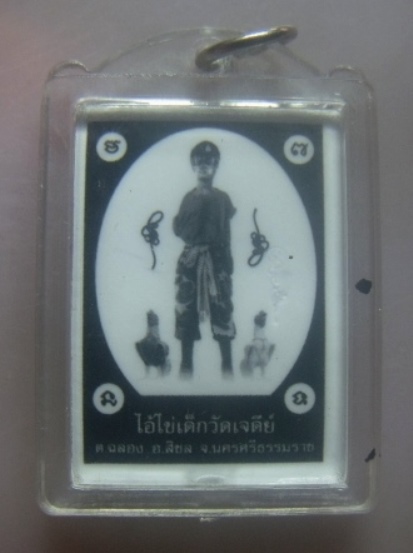 ไอ้ไข่เด็กวัดเจดีย์
ต.ฉลอง อ.สิชล จ.นครศรีธรรมราช